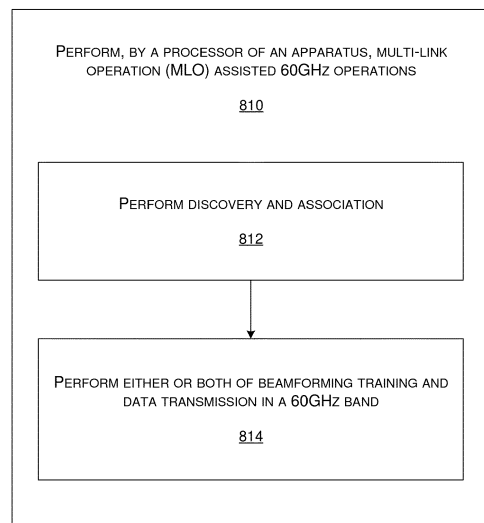 PERFORM, BY A PROCESSOR OF AN APPARATUS, MULTI-LINK
OPERATION (MLO) ASSISTED 60GHZ OPERATIONS
810
PERFORM DISCOVERY AND ASSOCIATION
812
PERFORM EITHER OR BOTH OF BEAMFORMING TRAINING AND
DATA TRANSMISSION IN A 60GHZ BAND
814